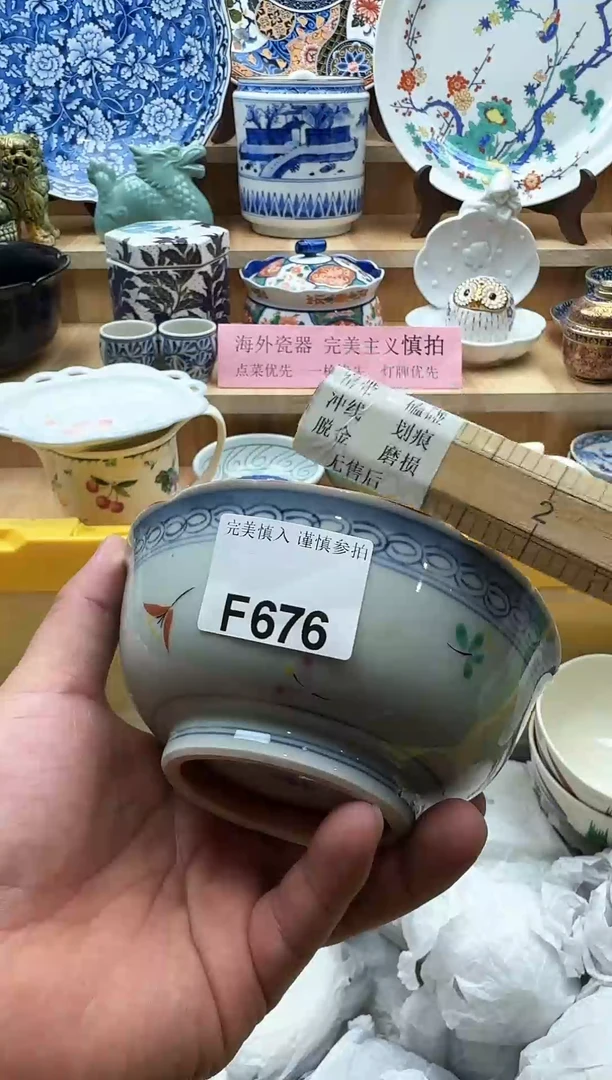 海外瓷器 完美主义慎拍
点菜优先 灯牌优先
冲线 划痕
脱金 磨损
无售后
2
完美慎入 谨慎参拍
F676